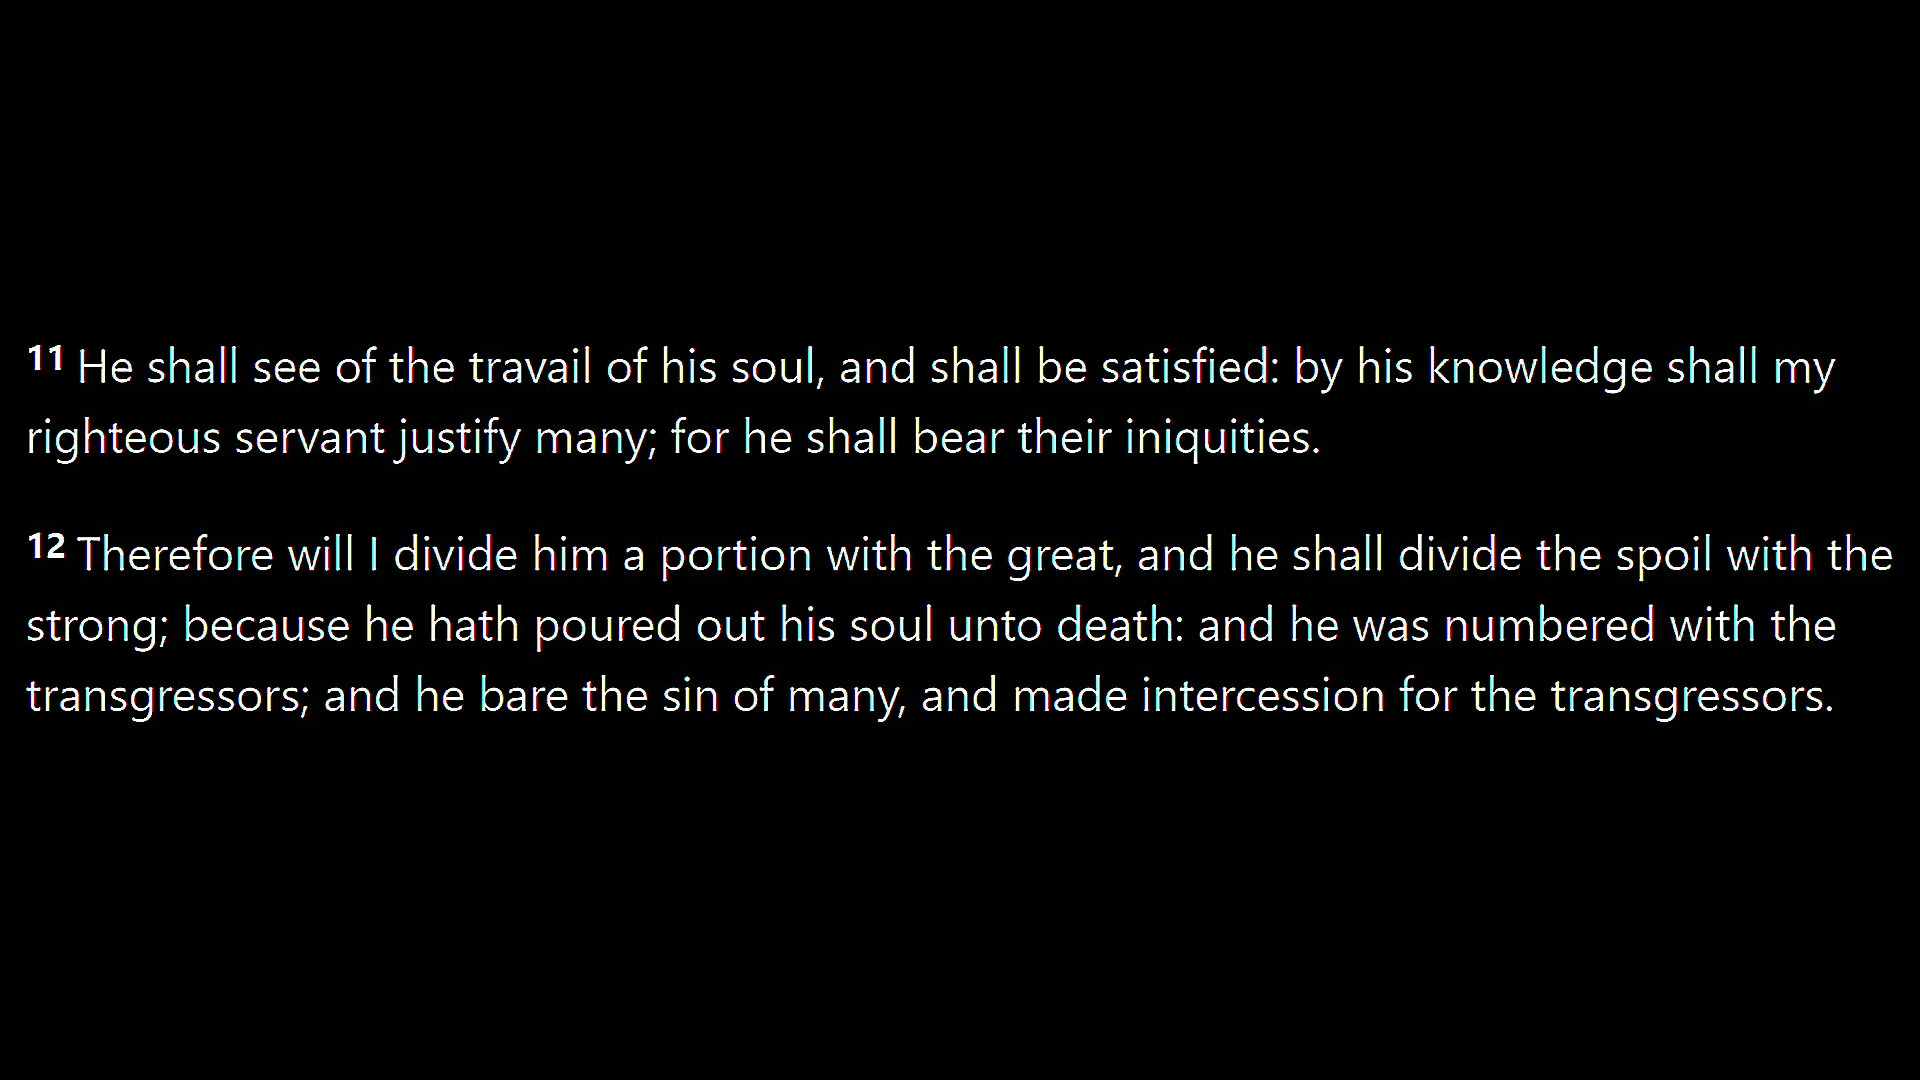 11 He shall see of the travail of his soul, and shall be satisfied: by his knowledge shall my
righteous servant justify many; for he shall bear their iniquities.
12 Therefore will I divide him a portion with the great, and he shall divide the spoil with the
strong; because he hath poured out his soul unto death: and he was numbered with the
transgressors; and he bare the sin of many, and made intercession for the transgressors.